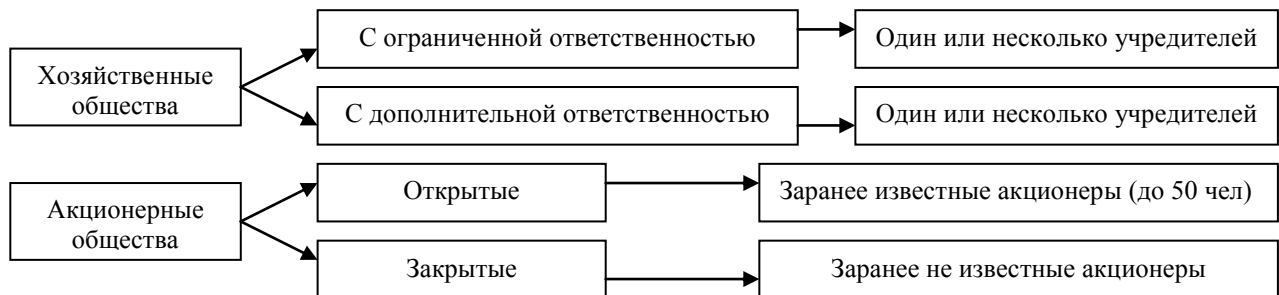 С ограниченной ответственностью
Один или несколько учредителей
Хозяйственные
общества
С дополнительной ответственностью
Один или несколько учредителей
Открытые
Заранее известные акционеры (до 50 чел)
Акционерные
общества
Закрытые
Заранее не известные акционеры